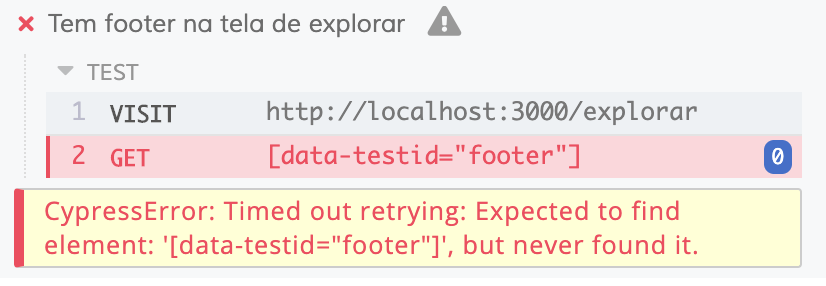 Tem footer na tela de explorar
TEST
1 VISIT http://localhost:3000/explorar
2 GET [data-testid="footer"] 0
CypressError: Timed out retrying: Expected to find
element: '[data-testid="footer"]', but never found it.